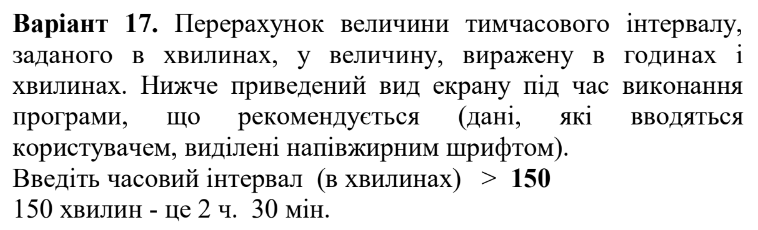 Варіант 17. Перерахунок величини тимчасового інтервалу,
заданого в хвилинах, у величину, виражену в годинах і
хвилинах. Нижче приведений вид екрану під час виконання
програми, що рекомендується (дані, які вводяться
користувачем, виділені напівжирним шрифтом).
Введіть часовий інтервал (в хвилинах) > 150
150 хвилин - це 2 ч. 30 мін.